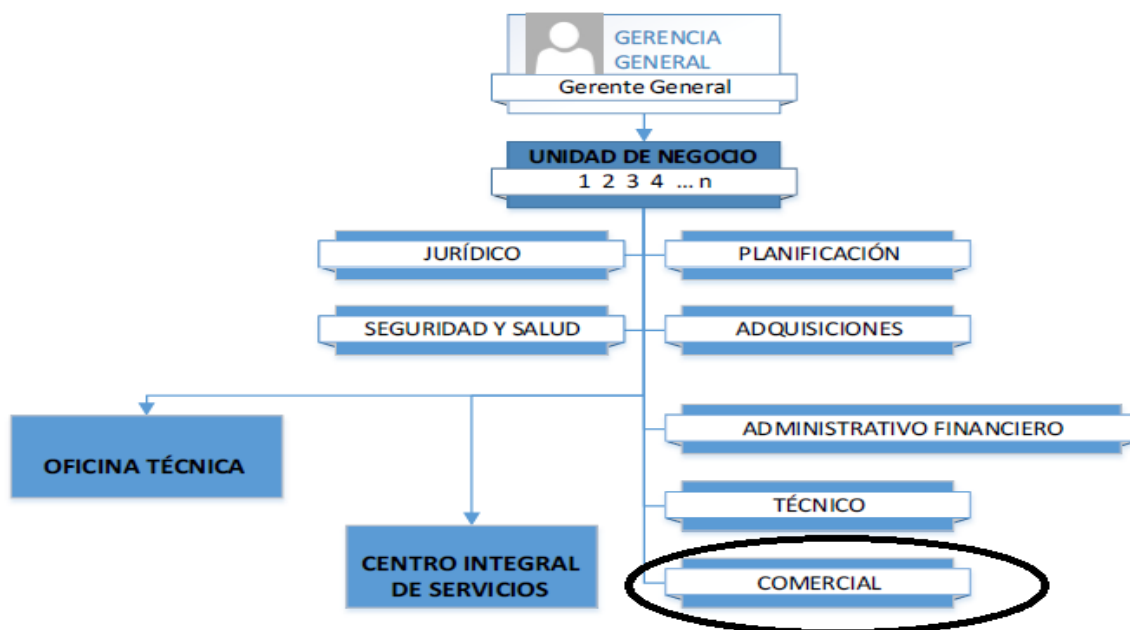 GERENCIA
GENERAL
Gerente General
UNIDAD DE NEGOCIO
1 2 3 4 ... n
JURÍDICO
PLANIFICACIÓN
SEGURIDAD Y SALUD
ADQUISICIONES
OFICINA TÉCNICA
ADMINISTRATIVO FINANCIERO
TÉCNICO
CENTRO INTEGRAL
DE SERVICIOS
COMERCIAL